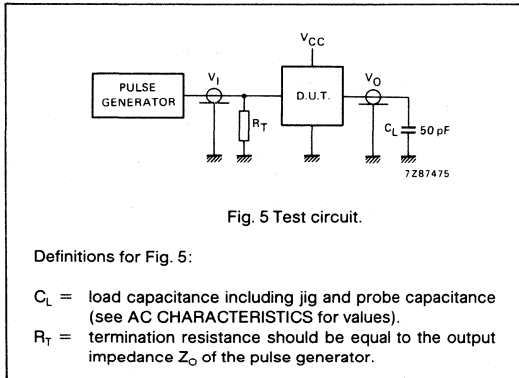 V_CC
PULSE
GENERATOR
V_I
D.U.T.
V_O
R_T
C_L
50 pF
7Z87475
Fig. 5 Test circuit.
Definitions for Fig. 5:
C_L = load capacitance including jig and probe capacitance
(see AC CHARACTERISTICS for values).
R_T = termination resistance should be equal to the output
impedance Z_O of the pulse generator.